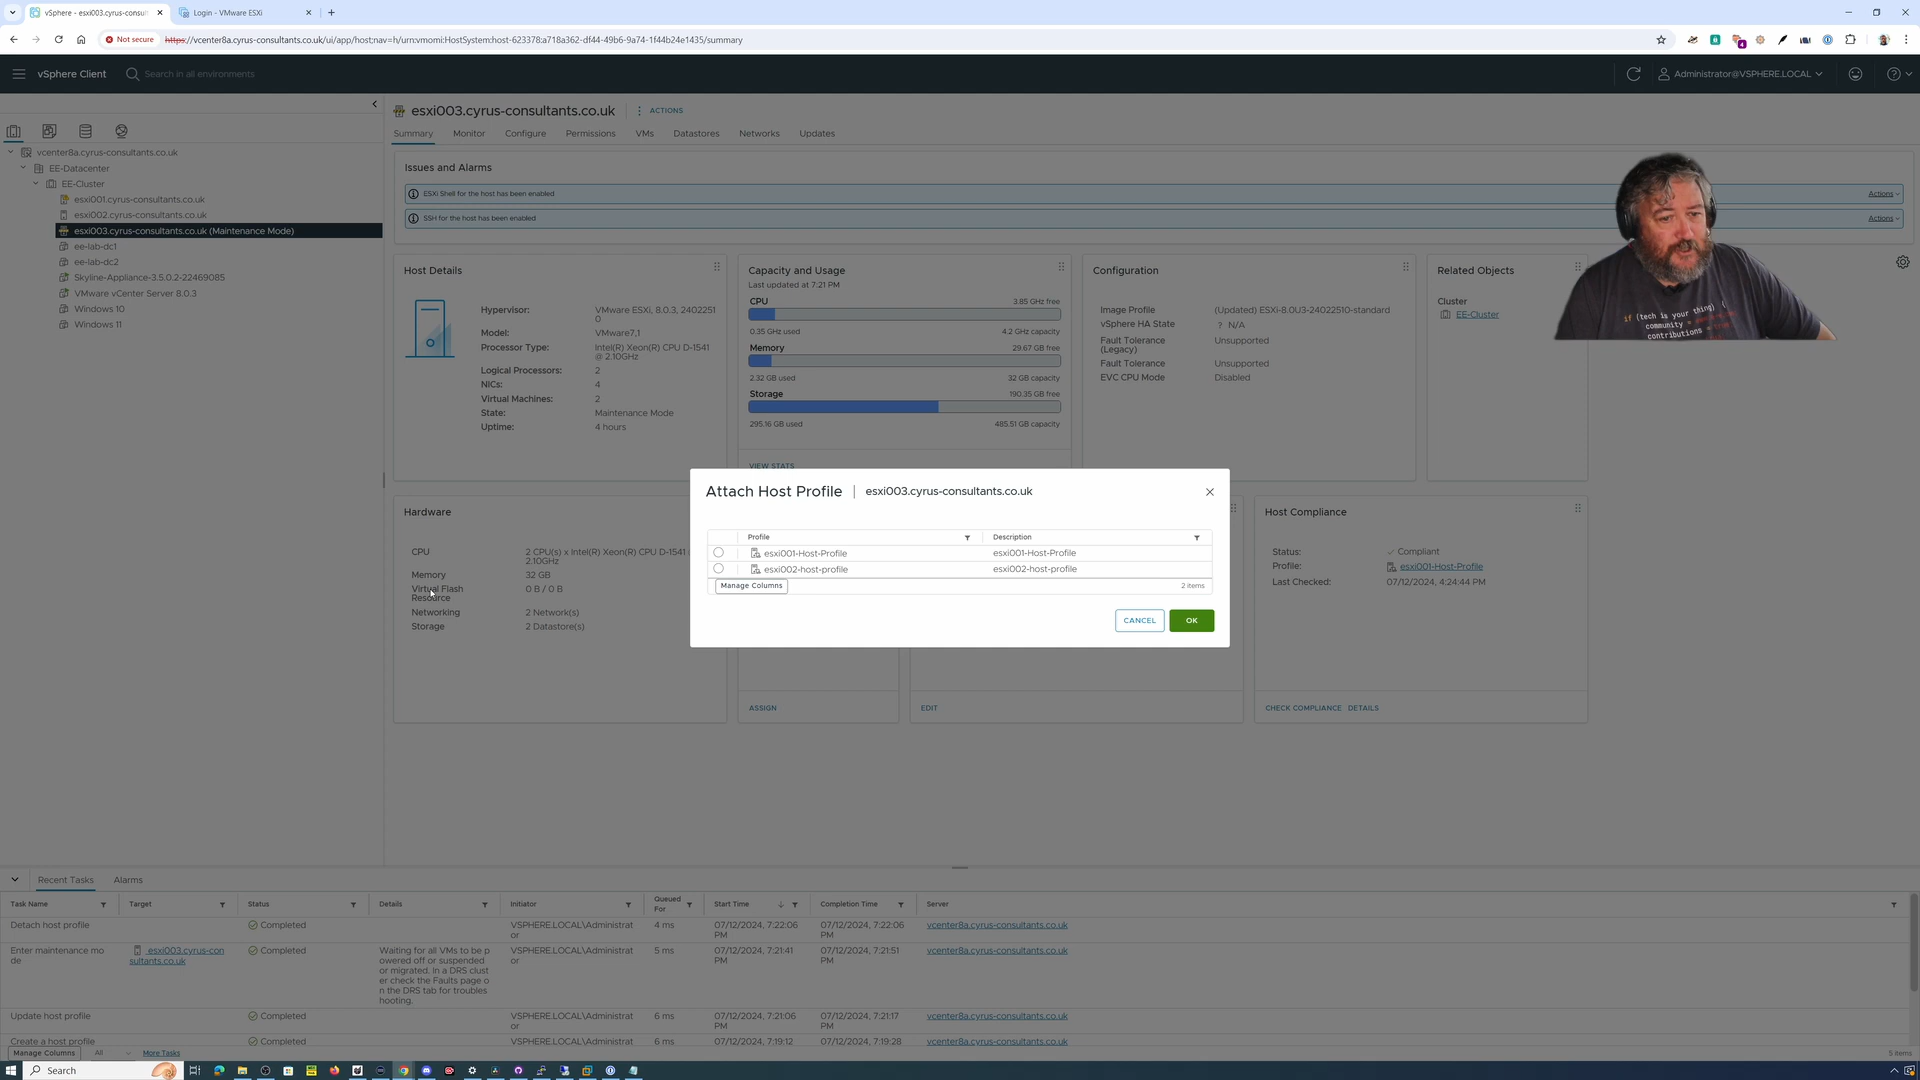 vSphere - esxi003.cyrus-consult
Login - VMware ESXi
Not secure
https://vcenter8a.cyrus-consultants.co.uk/ui/app/host;nav=h/urn:vmomi:HostSystem:host-623378:a718a362-df44-49b6-9a74-1f44b24e1435/summary
vSphere Client
Search in all environments
Administrator@VSPHERE.LOCAL
vcenter8a.cyrus-consultants.co.uk
EE-Datacenter
EE-Cluster
esxi001.cyrus-consultants.co.uk
esxi002.cyrus-consultants.co.uk
esxi003.cyrus-consultants.co.uk (Maintenance Mode)
ee-lab-dc1
ee-lab-dc2
Skyline-Appliance-3.5.0.2-22469085
VMware vCenter Server 8.0.3
Windows 10
Windows 11
esxi003.cyrus-consultants.co.uk
ACTIONS
Summary Monitor Configure Permissions VMs Datastores Networks Updates
Issues and Alarms
ESXi Shell for the host has been enabled Actions
SSH for the host has been enabled Actions
Host Details
Hypervisor: VMware ESXi, 8.0.3, 2402251
0
Model: VMware7,1
Processor Type: Intel(R) Xeon(R) CPU D-1541
@ 2.10GHz
Logical Processors: 2
NICs: 4
Virtual Machines: 2
State: Maintenance Mode
Uptime: 4 hours
Capacity and Usage
Last updated at 7:21 PM
CPU 3.85 GHz free
0.35 GHz used 4.2 GHz capacity
Memory 29.67 GB free
2.32 GB used 32 GB capacity
Storage 190.35 GB free
295.16 GB used 485.51 GB capacity
VIEW STATS
Configuration
Image Profile (Updated) ESXi-8.0U3-24022510-standard
vSphere HA State ? N/A
Fault Tolerance
(Legacy) Unsupported
Fault Tolerance Unsupported
EVC CPU Mode Disabled
Related Objects
Cluster
EE-Cluster
if (tech is your thing) {
community =
contributions =
Hardware
CPU 2 CPU(s) x Intel(R) Xeon(R) CPU D-1541
2.10GHz
Memory 32 GB
Virtual Flash
Resource 0 B / 0 B
Networking 2 Network(s)
Storage 2 Datastore(s)
ASSIGN
EDIT
Host Compliance
Status: Compliant
Profile: esxi001-Host-Profile
Last Checked: 07/12/2024, 4:24:44 PM
CHECK COMPLIANCE DETAILS
Attach Host Profile | esxi003.cyrus-consultants.co.uk
Profile Description
esxi001-Host-Profile esxi001-Host-Profile
esxi002-host-profile esxi002-host-profile
Manage Columns 2 items
CANCEL OK
Recent Tasks Alarms
Task Name Target Status Details Initiator Queued
For Start Time Completion Time Server
Detach host profile Completed VSPHERE.LOCAL\Administrat
or 4 ms 07/12/2024, 7:22:06
PM 07/12/2024, 7:22:06
PM vcenter8a.cyrus-consultants.co.uk
Enter maintenance mo
de esxi003.cyrus-con
sultants.co.uk Completed Waiting for all VMs to be p
owered off or suspended
or migrated. In a DRS clust
er check the Faults page o
n the DRS tab for troubles
hooting. VSPHERE.LOCAL\Administrat
or 5 ms 07/12/2024, 7:21:41
PM 07/12/2024, 7:21:51
PM vcenter8a.cyrus-consultants.co.uk
Update host profile Completed VSPHERE.LOCAL\Administrat
or 6 ms 07/12/2024, 7:21:06
PM 07/12/2024, 7:21:17
PM vcenter8a.cyrus-consultants.co.uk
Create a host profile Completed VSPHERE.LOCAL\Administrat 6 ms 07/12/2024, 7:19:12 07/12/2024, 7:19:28 vcenter8a.cyrus-consultants.co.uk
Manage Columns All More Tasks 5 items
Search